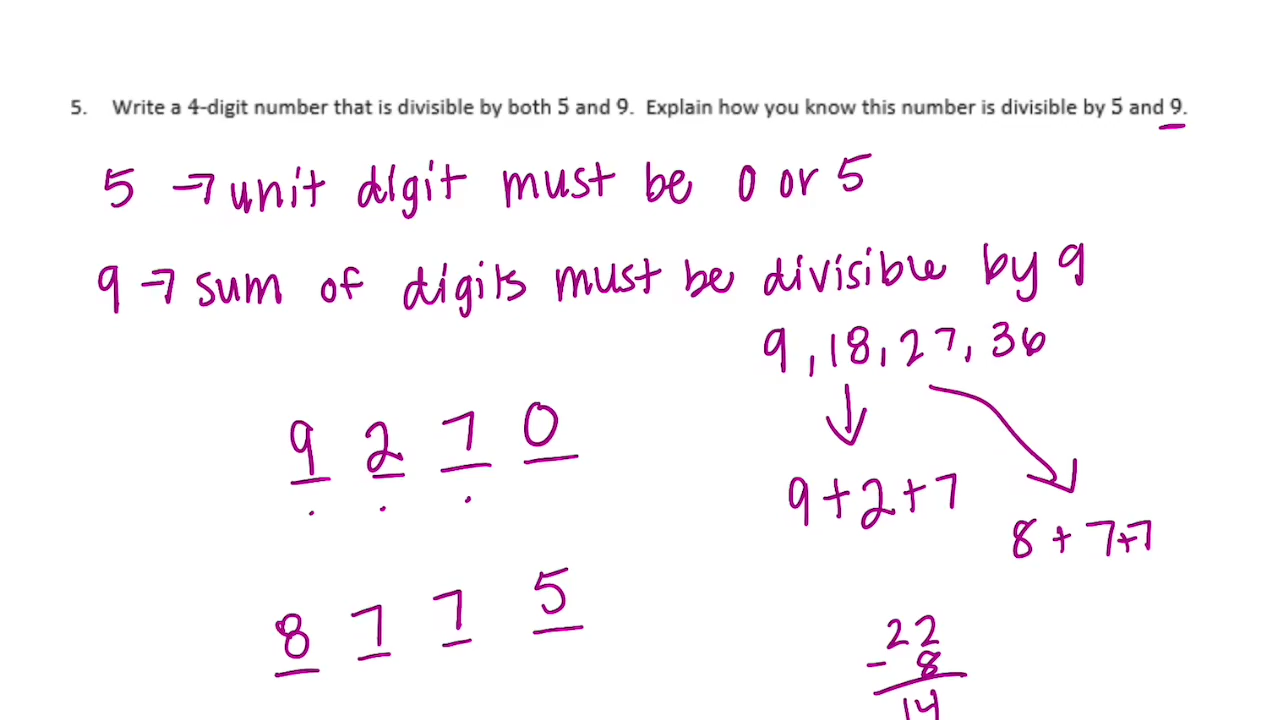 5. Write a 4-digit number that is divisible by both 5 and 9. Explain how you know this number is divisible by 5 and 9.
5 → unit digit must be 0 or 5
9 → sum of digits must be divisible by 9
9, 18, 27, 36
9 2 7 0
9+2+7
8+7+7
8 7 7 5
22
- 8
14